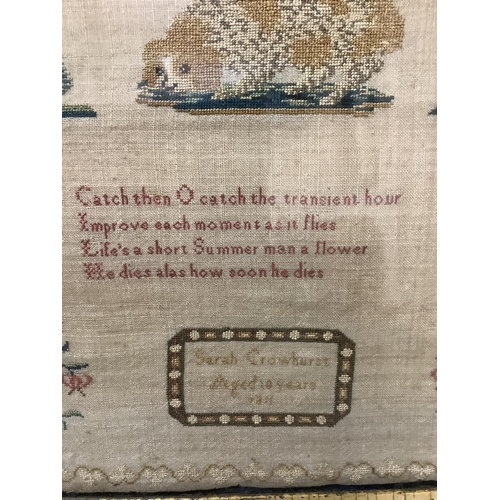 Catch then O catch the transient hour
Improve each moment as it flies
Life's a short Summer man a flower
He dies alas how soon he dies
Sarah Crowhurst
Aged 10 years